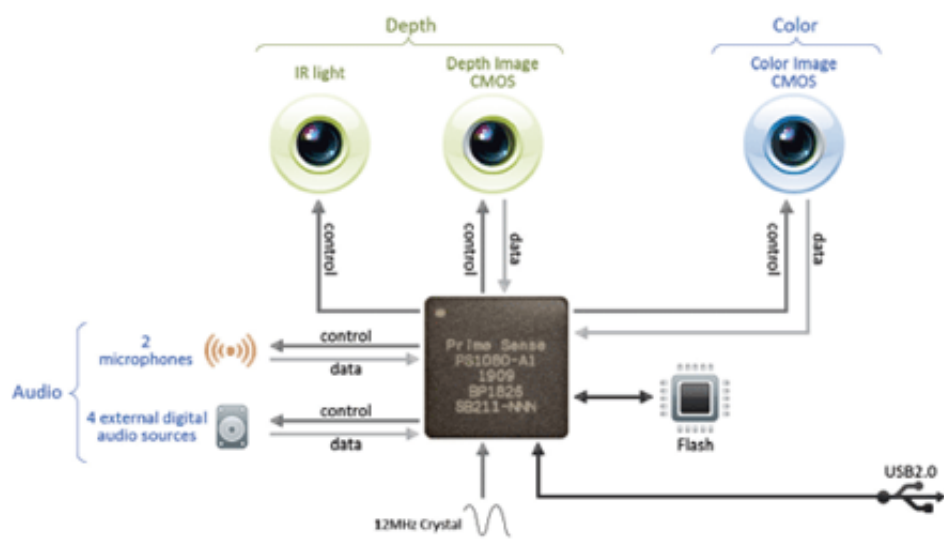 Depth
Color
IR light
Depth Image
CMOS
Color Image
CMOS
control
control
data
control
data
Audio
2
microphones
control
data
4 external digital
audio sources
control
data
Prime Sense
PS1080-A1
1909
BP1826
SB211-NNN
Flash
USB2.0
12MHz Crystal